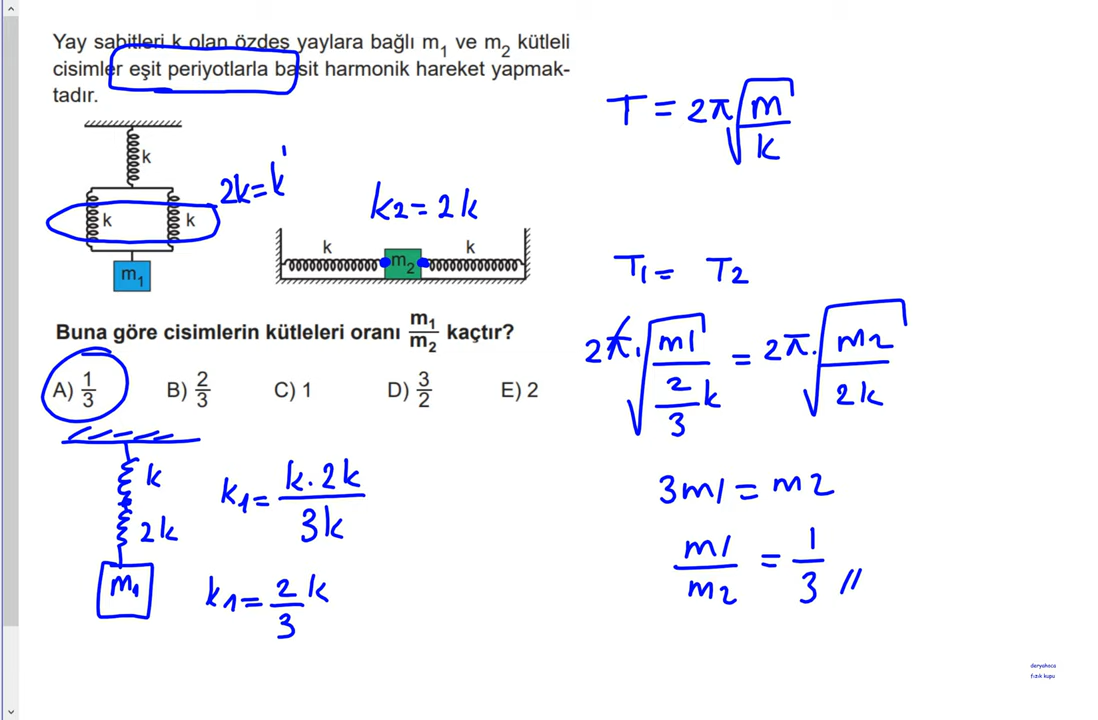 Yay sabitleri k olan özdeş yaylara bağlı m₁ ve m₂ kütleli
cisimler eşit periyotlarla basit harmonik hareket yapmak-
tadır.
k
k k
m₁
2k = k'
k₂ = 2k
k k
m₂
Buna göre cisimlerin kütleleri oranı m₁/m₂ kaçtır?
A) 1/3 B) 2/3 C) 1 D) 3/2 E) 2
k
2k
m₁
k₁ = k.2k/3k
k₁ = 2/3 k
T = 2π√(m/k)
T₁ = T₂
2π.√(m1/(2/3 k)) = 2π.√(m2/2k)
3m1 = m2
m1/m2 = 1/3 //
deryahoca
fizik kupu